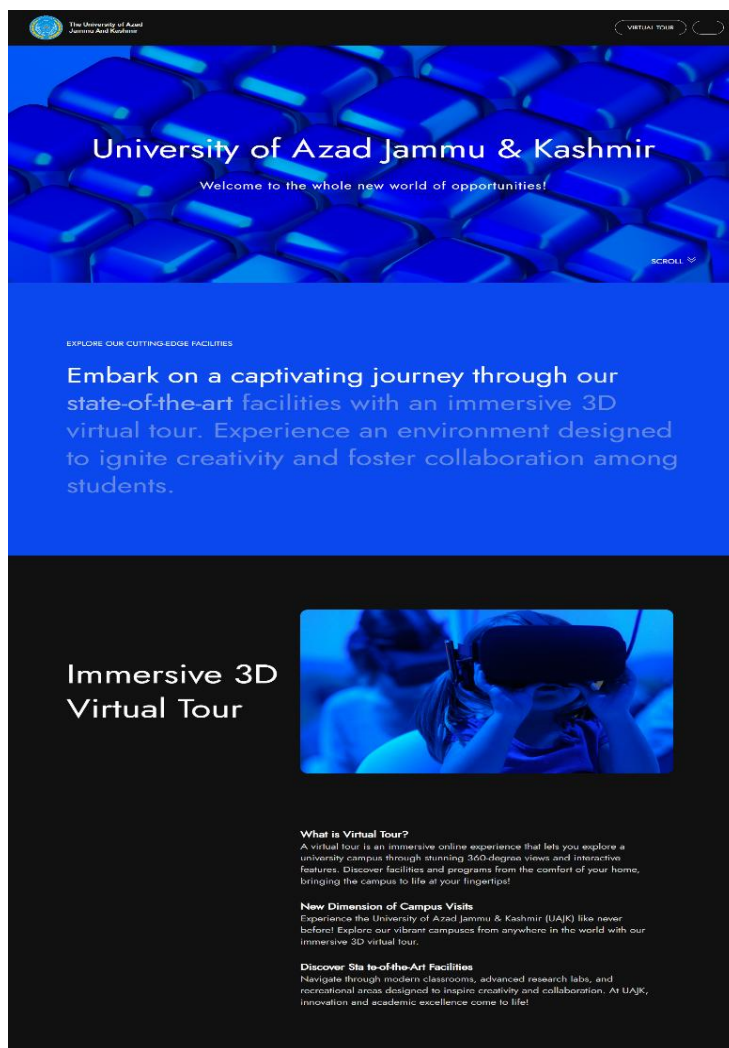 The University of Azad
Jammu And Kashmir
VIRTUAL TOUR
University of Azad Jammu & Kashmir
Welcome to the whole new world of opportunities!
SCROLL
EXPLORE OUR CUTTING-EDGE FACILITIES
Embark on a captivating journey through our
state-of-the-art facilities with an immersive 3D
virtual tour. Experience an environment designed
to ignite creativity and foster collaboration among
students.
Immersive 3D
Virtual Tour
What is Virtual Tour?
A virtual tour is an immersive online experience that lets you explore a
university campus through stunning 360-degree views and interactive
features. Discover facilities and programs from the comfort of your home,
bringing the campus to life at your fingertips!
New Dimension of Campus Visits
Experience the University of Azad Jammu & Kashmir (UAJK) like never
before! Explore our vibrant campuses from anywhere in the world with our
immersive 3D virtual tour.
Discover Sta te-of-the-Art Facilities
Navigate through modern classrooms, advanced research labs, and
recreational areas designed to inspire creativity and collaboration. At UAJK,
innovation and academic excellence come to life!